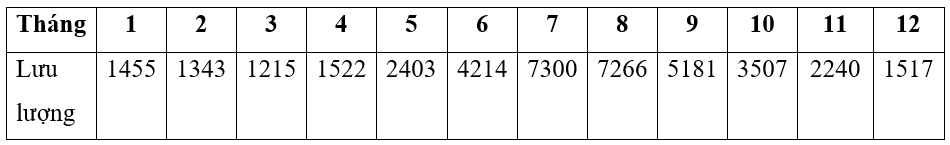 Tháng 1 2 3 4 5 6 7 8 9 10 11 12
Lưu 1455 1343 1215 1522 2403 4214 7300 7266 5181 3507 2240 1517
lượng